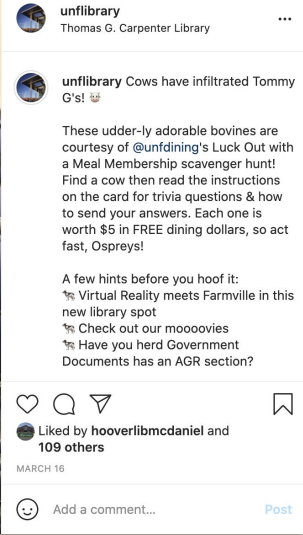 unflibrary
Thomas G. Carpenter Library
unflibrary Cows have infiltrated Tommy
G's! 🐮
These udder-ly adorable bovines are
courtesy of @unfdining's Luck Out with
a Meal Membership scavenger hunt!
Find a cow then read the instructions
on the card for trivia questions & how
to send your answers. Each one is
worth $5 in FREE dining dollars, so act
fast, Ospreys!
A few hints before you hoof it:
🐄 Virtual Reality meets Farmville in this
new library spot
🐄 Check out our moooovies
🐄 Have you herd Government
Documents has an AGR section?
Liked by hooverlibmcdaniel and
109 others
MARCH 16
Add a comment...
Post